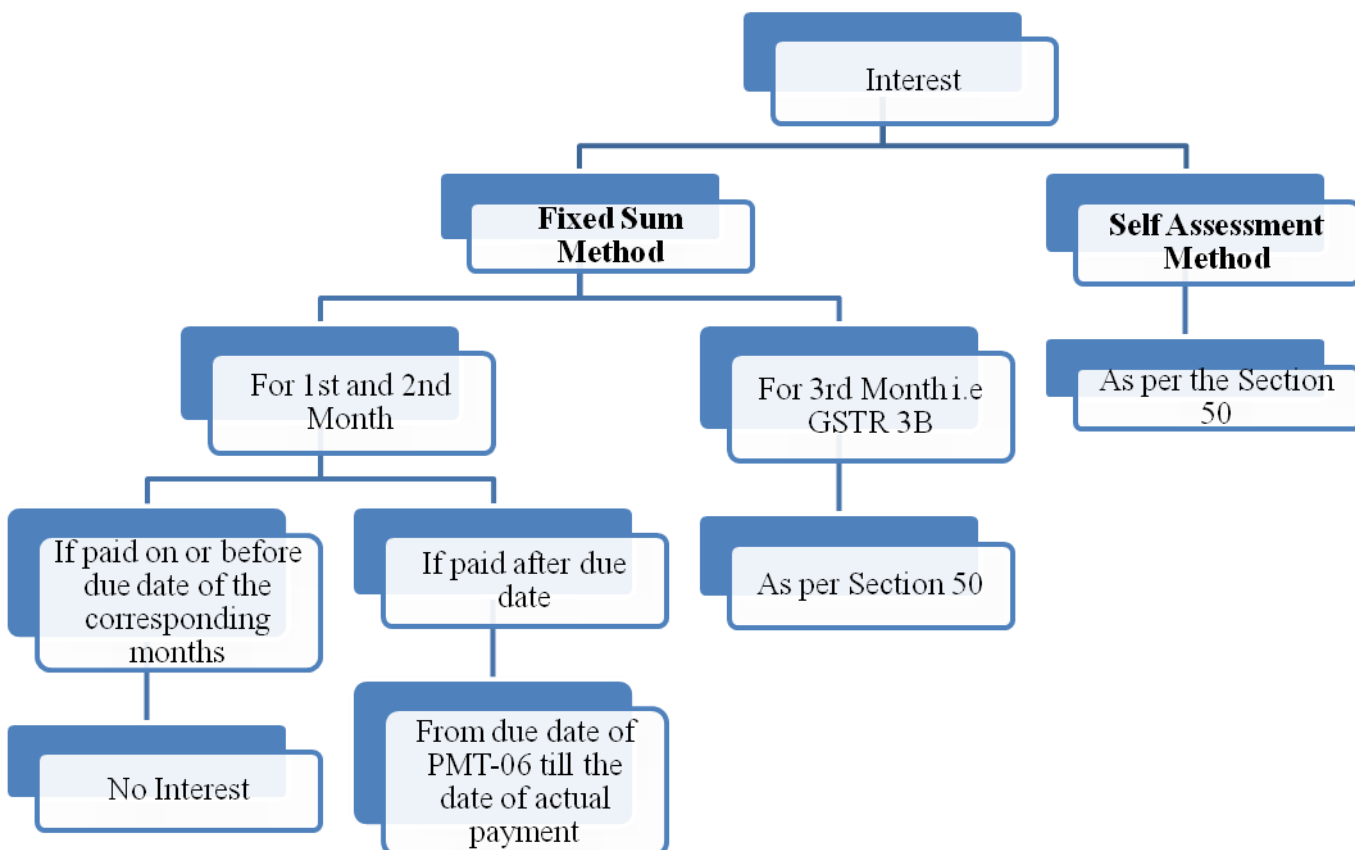 Interest
Fixed Sum
Method
Self Assessment
Method
For 1st and 2nd
Month
For 3rd Month i.e
GSTR 3B
As per the Section
50
If paid on or before
due date of the
corresponding
months
If paid after due
date
As per Section 50
No Interest
From due date of
PMT-06 till the
date of actual
payment